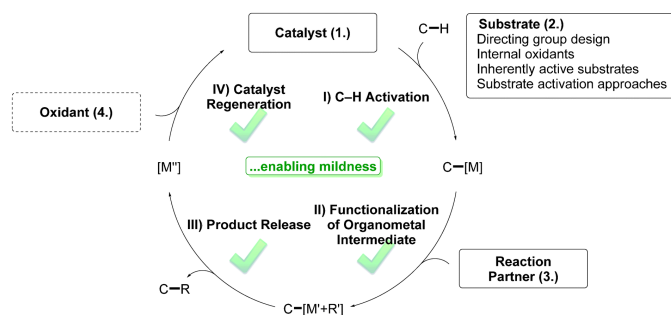 Catalyst (1.)
C–H
Substrate (2.)
Directing group design
Internal oxidants
Inherently active substrates
Substrate activation approaches
IV) Catalyst
Regeneration
I) C–H Activation
Oxidant (4.)
[M'']
...enabling mildness
C–[M]
III) Product Release
II) Functionalization
of Organometal
Intermediate
Reaction
Partner (3.)
C–R
C–[M'+R']